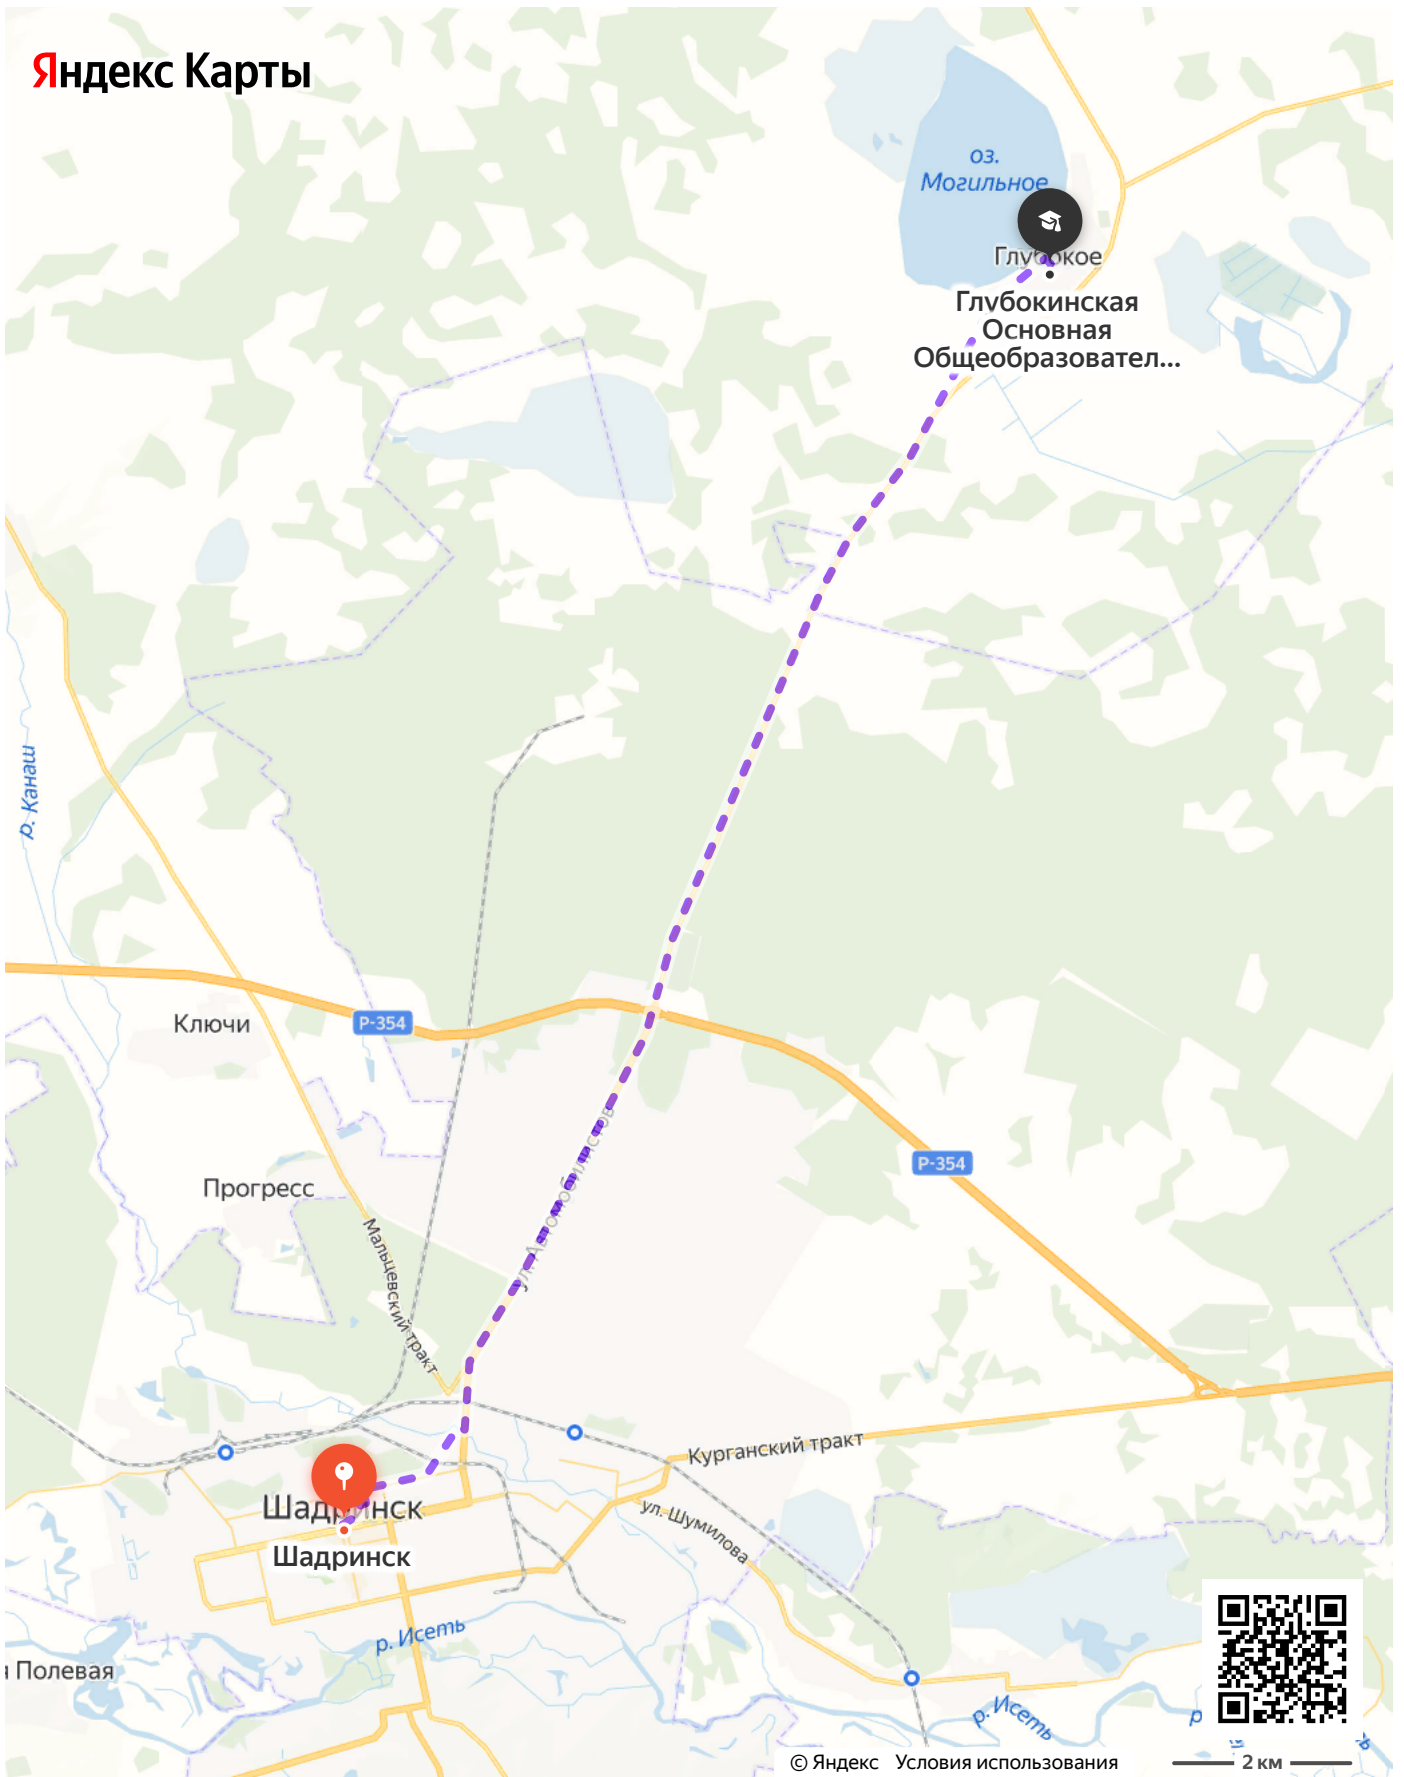 Яндекс Карты
оз.
Могильное
Глубокое
Глубокинская
Основная
Общеобразовател...
р. Канаш
Ключи
Р-354
Р-354
ул. Автомобилистов
Прогресс
Мальцевский тракт
Курганский тракт
Шадринск
Шадринск
ул. Шумилова
р. Исеть
Полевая
р. Исеть
© Яндекс Условия использования
2 км